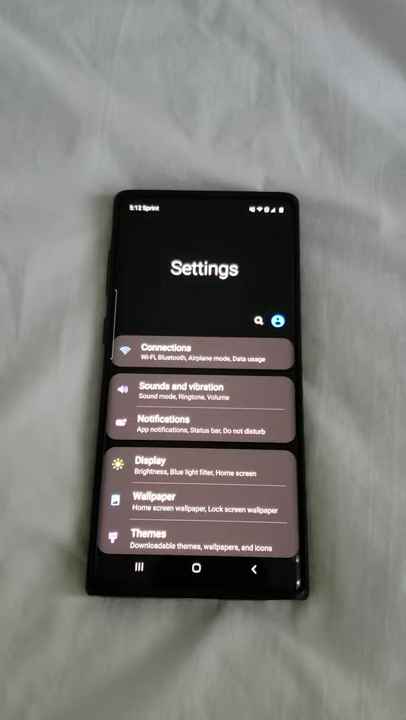 5:12 Sprint
Settings
Connections
Wi-Fi, Bluetooth, Airplane mode, Data usage
Sounds and vibration
Sound mode, Ringtone, Volume
Notifications
App notifications, Status bar, Do not disturb
Display
Brightness, Blue light filter, Home screen
Wallpaper
Home screen wallpaper, Lock screen wallpaper
Themes
Downloadable themes, wallpapers, and icons